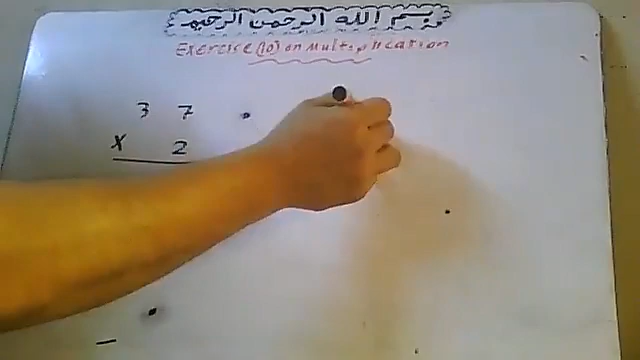 بسم الله الرحمن الرحيم
Exercise (10) on Multiplication
3 7
x 2